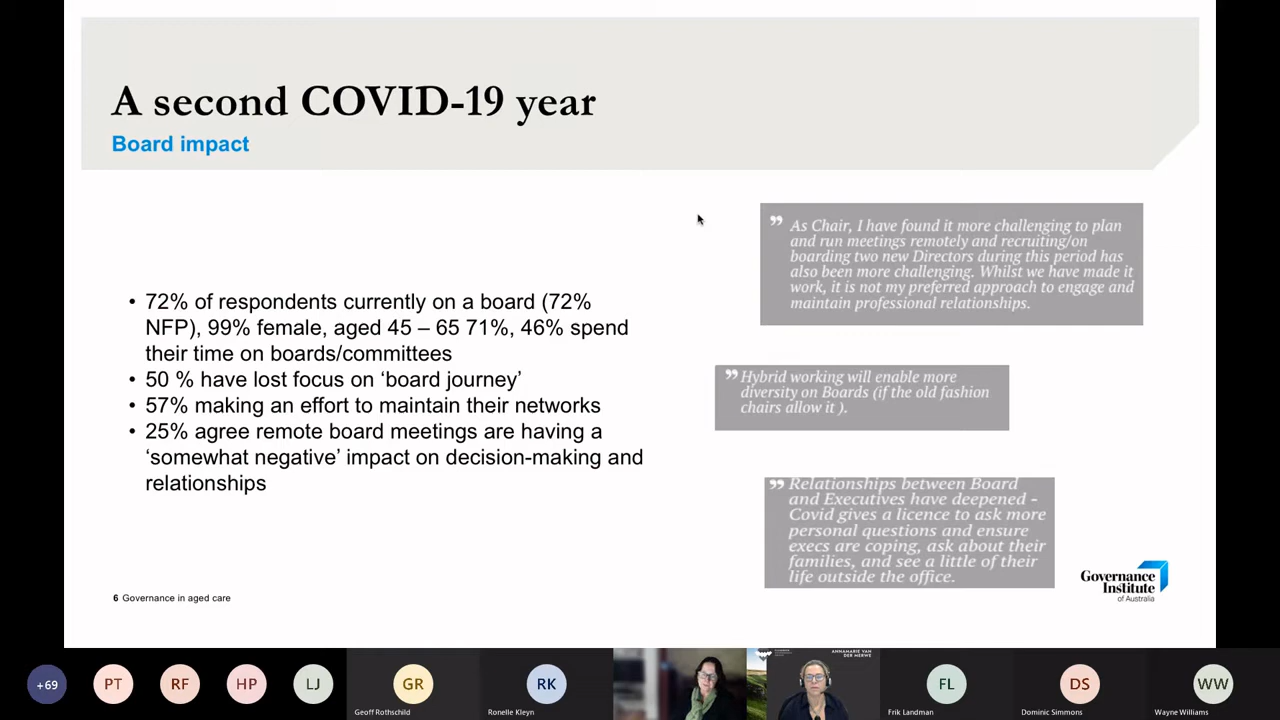 A second COVID-19 year
Board impact
• 72% of respondents currently on a board (72%
NFP), 99% female, aged 45 – 65 71%, 46% spend
their time on boards/committees
• 50 % have lost focus on ‘board journey’
• 57% making an effort to maintain their networks
• 25% agree remote board meetings are having a
‘somewhat negative’ impact on decision-making and
relationships
” As Chair, I have found it more challenging to plan
and run meetings remotely and recruiting/on
boarding two new Directors during this period has
also been more challenging. Whilst we have made it
work, it is not my preferred approach to engage and
maintain professional relationships.
” Hybrid working will enable more
diversity on Boards (if the old fashion
chairs allow it ).
” Relationships between Board
and Executives have deepened -
Covid gives a licence to ask more
personal questions and ensure
execs are coping, ask about their
families, and see a little of their
life outside the office.
6 Governance in aged care
Governance
Institute
of Australia
+69
PT
RF
HP
LJ
GR
Geoff Rothschild
RK
Ronelle Kleyn
ANNAMARIE VAN
DER MERWE
FL
Frik Landman
DS
Dominic Simmons
WW
Wayne Williams